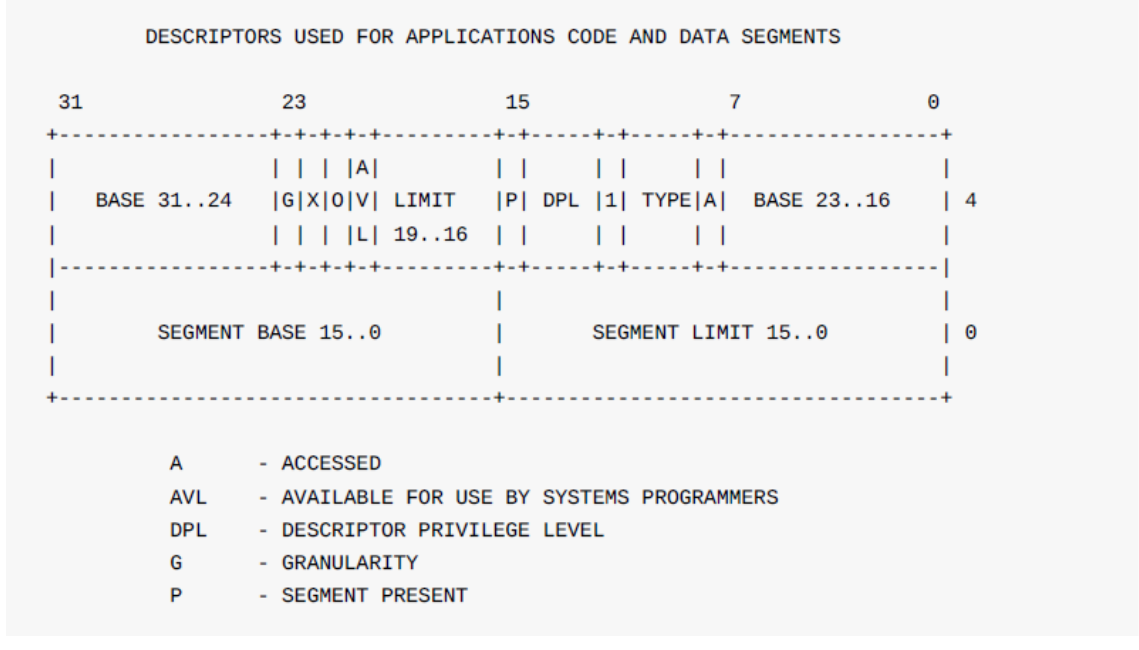 DESCRIPTORS USED FOR APPLICATIONS CODE AND DATA SEGMENTS
31                23                15                7               0
+-----------------+-+-+-+-+---------+-+-----+-+-----+-+-----------------+
|                 | | | |A|         | |     | |     | |                 |
|   BASE 31..24   |G|X|O|V| LIMIT   |P| DPL |1| TYPE|A|  BASE 23..16    | 4
|                 | | | |L| 19..16  | |     | |     | |                 |
|-----------------+-+-+-+-+---------+-+-----+-+-----+-+-----------------|
|                                   |                                   |
|        SEGMENT BASE 15..0         |       SEGMENT LIMIT 15..0         | 0
|                                   |                                   |
+-----------------------------------+-----------------------------------+
A      - ACCESSED
AVL    - AVAILABLE FOR USE BY SYSTEMS PROGRAMMERS
DPL    - DESCRIPTOR PRIVILEGE LEVEL
G      - GRANULARITY
P      - SEGMENT PRESENT